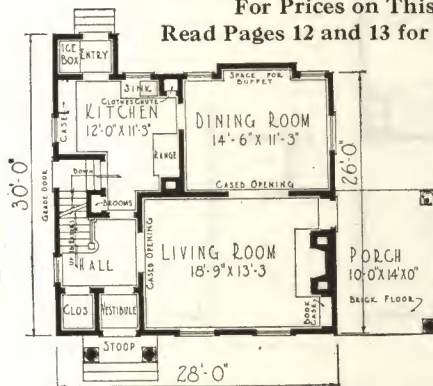 For Prices on This
Read Pages 12 and 13 for
ICE BOX
ENTRY
SINK
SPACE FOR BUFFET
CLOTHES CHUTE
KITCHEN
12'-0" X 11'-3"
CASE
RANGE
DINING ROOM
14'-6" X 11'-3"
30'-0"
26'-0"
GRADE DOOR
DOWN
BROOMS
CASED OPENING
UP
HALL
CASED OPENING
LIVING ROOM
18'-9" X 13'-3
PORCH
10-0" X 14' X 0"
BRICK FLOOR
BOOK CASE
CLOS
VESTIBULE
STOOP
28'-0"